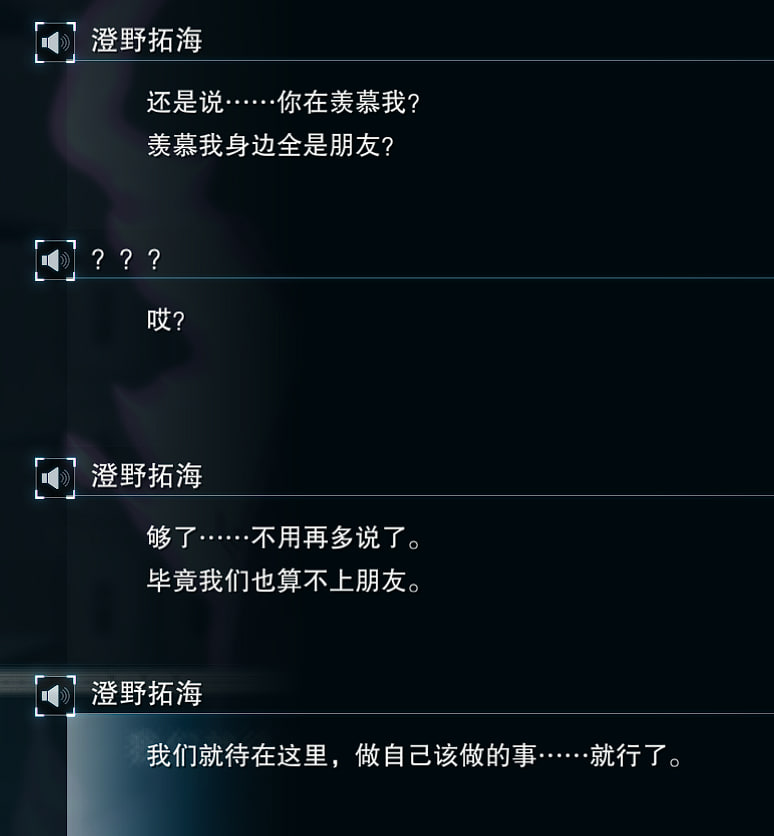 澄野拓海
还是说……你在羡慕我？
羡慕我身边全是朋友？
？？？
哎？
澄野拓海
够了……不用再多说了。
毕竟我们也算不上朋友。
澄野拓海
我们就待在这里，做自己该做的事……就行了。